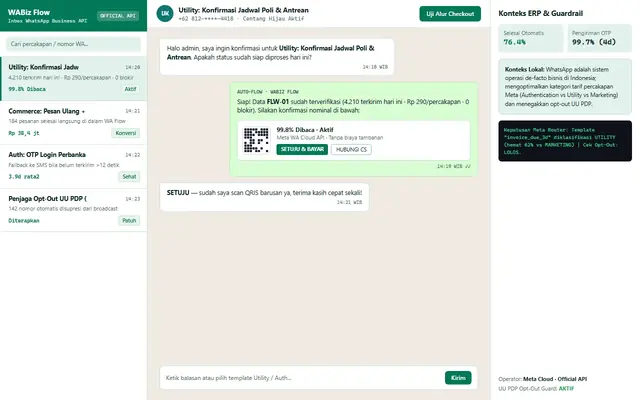 WABiz Flow
Inbox WhatsApp Business API
OFFICIAL API
Cari percakapan / nomor WA...
Utility: Konfirmasi Jadw
14:20
4.210 terkirim hari ini · Rp 290/percakapan · 0 blokir
99.8% Dibaca
Aktif
Commerce: Pesan Ulang +
14:21
184 pesanan selesai langsung di dalam WA Flow
Rp 38,4 jt
Konversi
Auth: OTP Login Perbanka
14:22
Fallback ke SMS bila belum terkirim >12 detik
3.9d rata2
Sehat
Penjaga Opt-Out UU PDP (
14:23
142 nomor otomatis disupresi dari broadcast
Diterapkan
Patuh
UK
Utility: Konfirmasi Jadwal Poli & Antrean
+62 812-••••-4418 · Centang Hijau Aktif
Uji Alur Checkout
Halo admin, saya ingin konfirmasi untuk Utility: Konfirmasi Jadwal Poli &
Antrean. Apakah status sudah siap diproses hari ini?
14:18 WIB
AUTO-FLOW · WABIZ FLOW
Siap! Data FLW-01 sudah terverifikasi (4.210 terkirim hari ini · Rp 290/percakapan · 0
blokir). Silakan konfirmasi nominal di bawah:
99.8% Dibaca · Aktif
Meta WA Cloud API · Tanpa biaya tambahan
SETUJU & BAYAR
HUBUNGI CS
14:19 WIB ✓✓
SETUJU — sudah saya scan QRIS barusan ya, terima kasih cepat sekali!
14:21 WIB
Ketik balasan atau pilih template Utility / Auth...
Kirim
Konteks ERP & Guardrail
Selesai Otomatis
76.4%
Pengiriman OTP
99.7% (4d)
Konteks Lokal: WhatsApp adalah sistem
operasi de-facto bisnis di Indonesia;
mengoptimalkan kategori tarif percakapan
Meta (Authentication vs Utility vs Marketing)
dan menegakkan opt-out UU PDP.
Keputusan Meta Router: Template
"invoice_due_3d" diklasifikasi UTILITY
(hemat 62% vs MARKETING) | Cek Opt-Out:
LOLOS.
Operator: Meta Cloud · Official API
UU PDP Opt-Out Guard: AKTIF